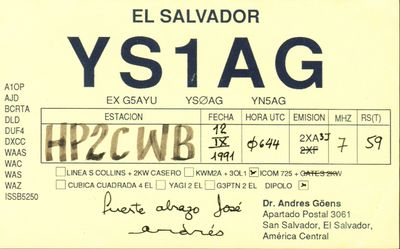 EL SALVADOR
YS1AG
EX G5AYU YSØAG YN5AG
A1OP
AJD
BCRTA
DLD
DUF4
DXCC
WAAS
WAC
WAS
WAZ
ISSB5250
ESTACION FECHA HORA UTC EMISION MHZ RS(T)
HP2CWB 12 IX 1991 Ø644 2XA3J 2XF 7 59
LINEA S COLLINS + 2KW CASERO KWM2A + 3OL1 ICOM 725 + GATES 2KW
CUBICA CUADRADA 4 EL YAGI 2 EL G3PTN 2 EL DIPOLO
fuerte abrazo José
andrés
Dr. Andres Göens
Apartado Postal 3061
San Salvador, El Salvador,
América Central